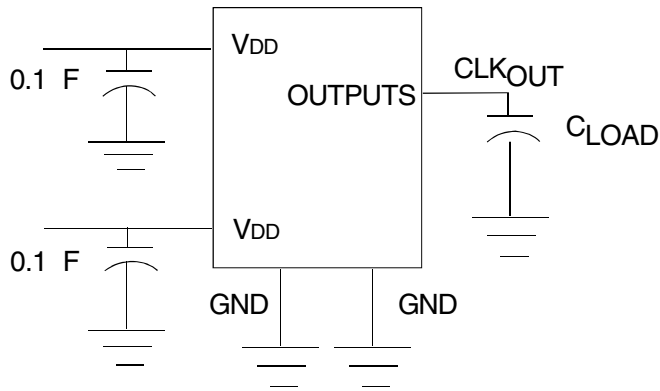 VDD
0.1 F
CLKOUT
OUTPUTS
CLOAD
VDD
0.1 F
GND
GND